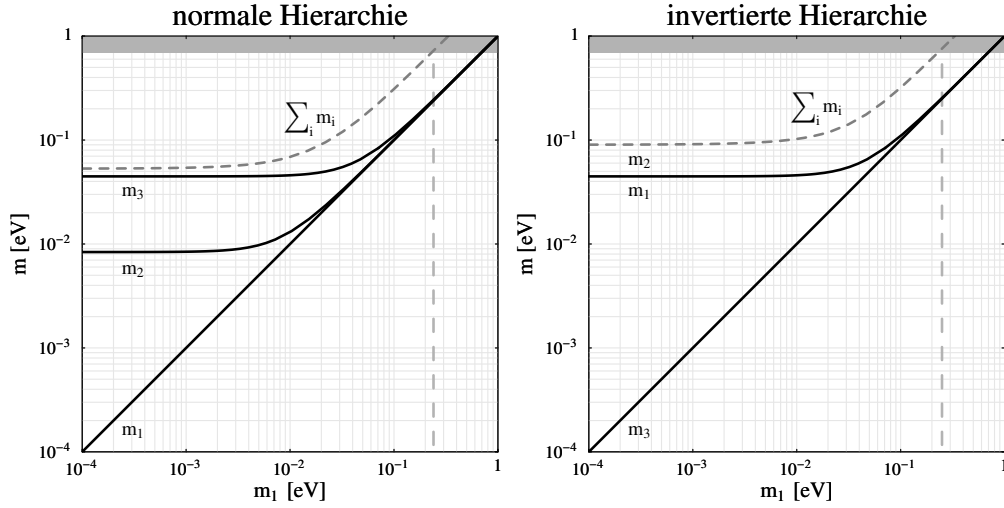 normale Hierarchie
1
10⁻¹
10⁻²
10⁻³
10⁻⁴
m [eV]
∑ᵢ mᵢ
m₃
m₂
m₁
10⁻⁴ 10⁻³ 10⁻² 10⁻¹ 1
m₁ [eV]
invertierte Hierarchie
1
10⁻¹
10⁻²
10⁻³
10⁻⁴
m [eV]
∑ᵢ mᵢ
m₂
m₁
m₃
10⁻⁴ 10⁻³ 10⁻² 10⁻¹ 1
m₁ [eV]